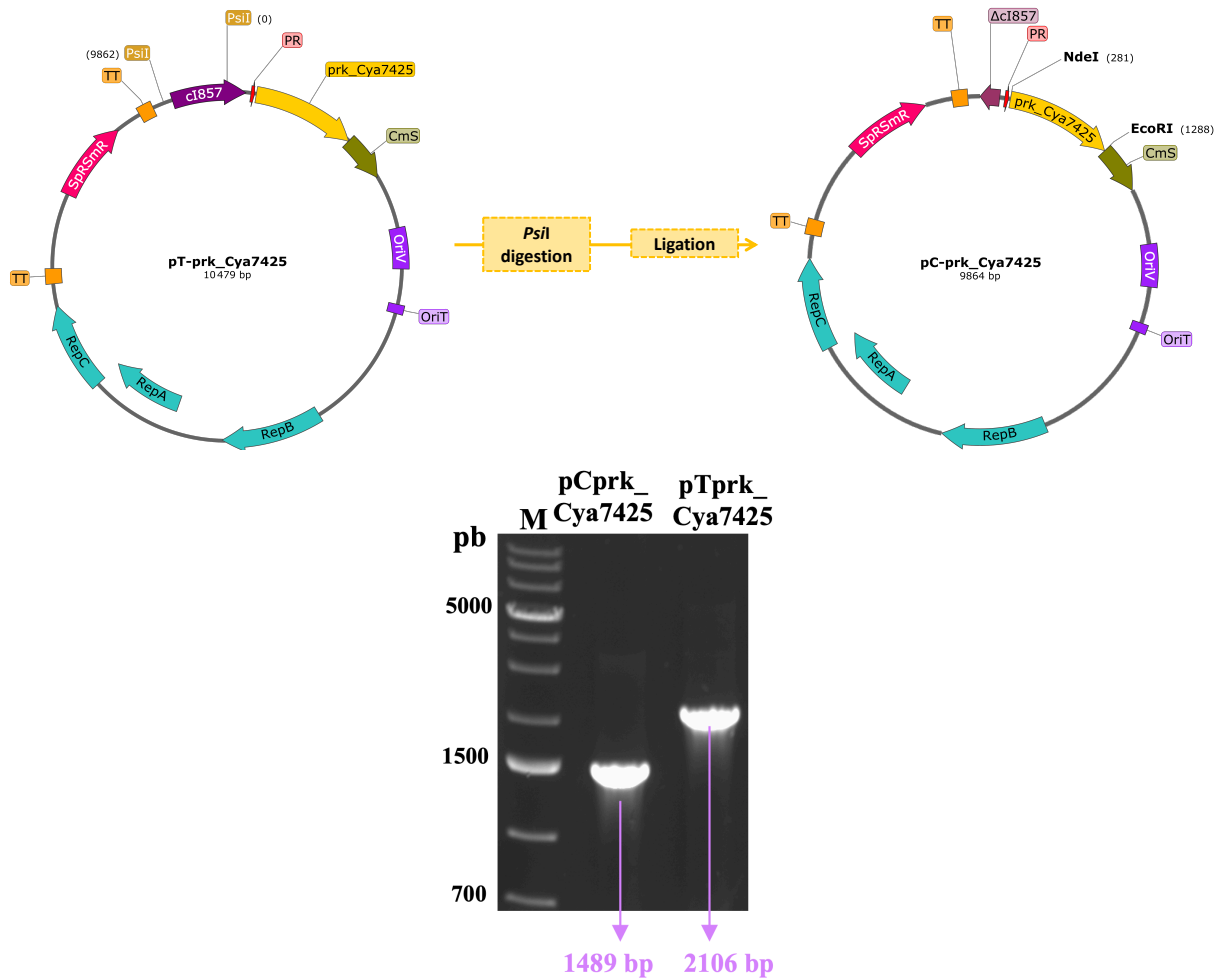 PsiI (0)
(9862) PsiI
PR
TT
prk_Cya7425
cI857
CmS
SpRSmR
OriV
pT-prk_Cya7425
10 479 bp
TT
OriT
RepC
RepA
RepB
PsiI
digestion
Ligation
ΔcI857
TT
PR
NdeI (281)
prk_Cya7425
EcoRI (1288)
SpRSmR
CmS
TT
OriV
pC-prk_Cya7425
9864 bp
RepC
OriT
RepA
RepB
pCprk_
Cya7425
pTprk_
Cya7425
M
pb
5000
1500
700
1489 bp
2106 bp